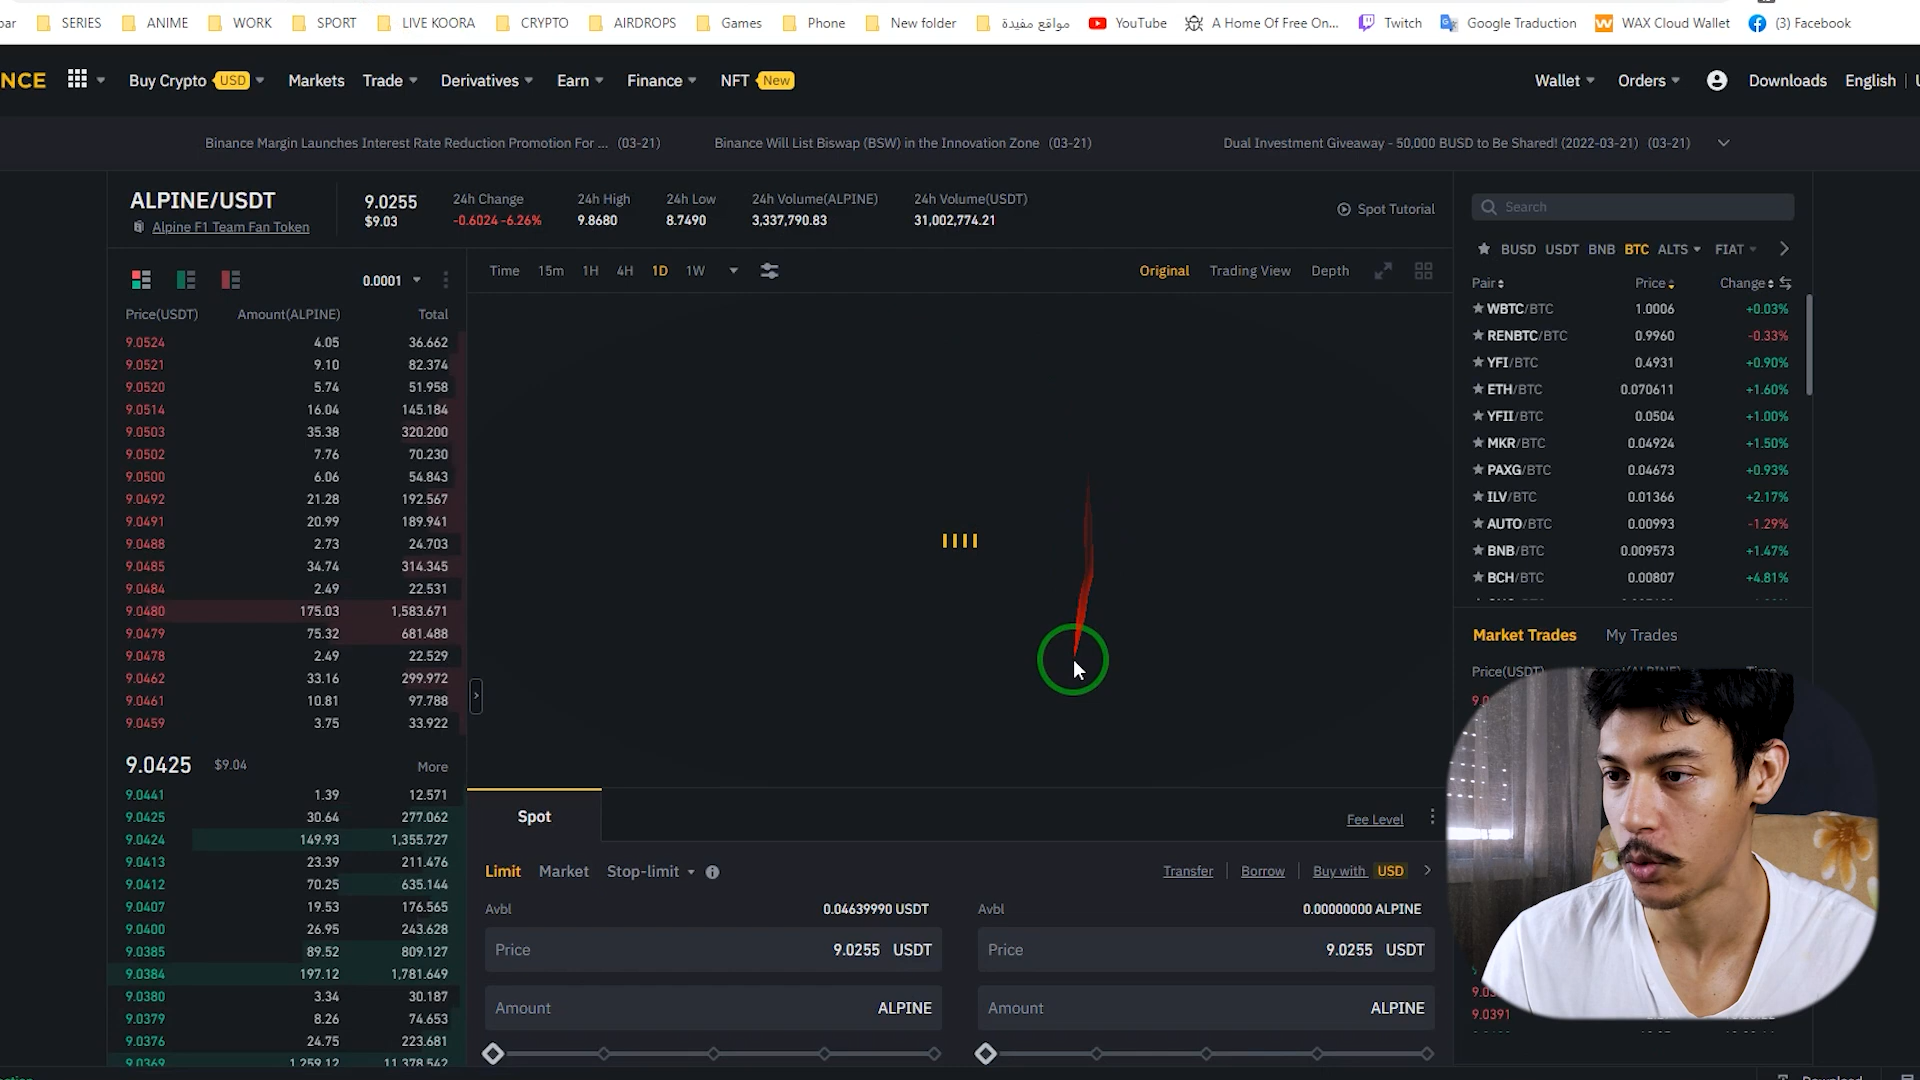 bar SERIES ANIME WORK SPORT LIVE KOORA CRYPTO AIRDROPS Games Phone New folder مواقع مفيدة YouTube A Home Of Free On... Twitch Google Traduction WAX Cloud Wallet (3) Facebook
NCE Buy Crypto USD Markets Trade Derivatives Earn Finance NFT New Wallet Orders Downloads English
Binance Margin Launches Interest Rate Reduction Promotion For ... (03-21) Binance Will List Biswap (BSW) in the Innovation Zone (03-21) Dual Investment Giveaway - 50,000 BUSD to Be Shared! (2022-03-21) (03-21)
ALPINE/USDT
Alpine F1 Team Fan Token
9.0255
$9.03
24h Change
-0.6024 -6.26%
24h High
9.8680
24h Low
8.7490
24h Volume(ALPINE)
3,337,790.83
24h Volume(USDT)
31,002,774.21
Spot Tutorial
0.0001
Price(USDT) Amount(ALPINE) Total
9.0524 4.05 36.662
9.0521 9.10 82.374
9.0520 5.74 51.958
9.0514 16.04 145.184
9.0503 35.38 320.200
9.0502 7.76 70.230
9.0500 6.06 54.843
9.0492 21.28 192.567
9.0491 20.99 189.941
9.0488 2.73 24.703
9.0485 34.74 314.345
9.0484 2.49 22.531
9.0480 175.03 1,583.671
9.0479 75.32 681.488
9.0478 2.49 22.529
9.0462 33.16 299.972
9.0461 10.81 97.788
9.0459 3.75 33.922
9.0425 $9.04 More
9.0441 1.39 12.571
9.0425 30.64 277.062
9.0424 149.93 1,355.727
9.0413 23.39 211.476
9.0412 70.25 635.144
9.0407 19.53 176.565
9.0400 26.95 243.628
9.0385 89.52 809.127
9.0384 197.12 1,781.649
9.0380 3.34 30.187
9.0379 8.26 74.653
9.0376 24.75 223.681
9.0369 1,259.12 11,378.542
Time 15m 1H 4H 1D 1W Original Trading View Depth
Spot Fee Level
Limit Market Stop-limit Transfer Borrow Buy with USD
Avbl 0.04639990 USDT Avbl 0.00000000 ALPINE
Price 9.0255 USDT Price 9.0255 USDT
Amount ALPINE Amount ALPINE
Search
BUSD USDT BNB BTC ALTS FIAT
Pair Price Change
WBTC/BTC 1.0006 +0.03%
RENBTC/BTC 0.9960 -0.33%
YFI/BTC 0.4931 +0.90%
ETH/BTC 0.070611 +1.60%
YFII/BTC 0.0504 +1.00%
MKR/BTC 0.04924 +1.50%
PAXG/BTC 0.04673 +0.93%
ILV/BTC 0.01366 +2.17%
AUTO/BTC 0.00993 -1.29%
BNB/BTC 0.009573 +1.47%
BCH/BTC 0.00807 +4.81%
Market Trades My Trades
Price(USDT)
9.0391